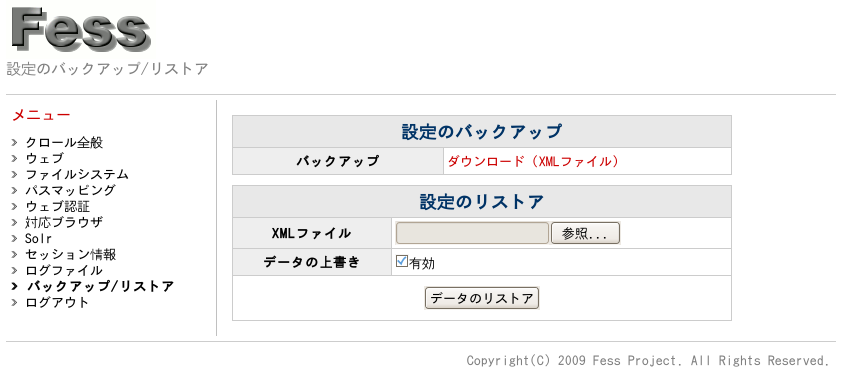 Fess
設定のバックアップ/リストア
メニュー
クロール全般
ウェブ
ファイルシステム
パスマッピング
ウェブ認証
対応ブラウザ
Solr
セッション情報
ログファイル
バックアップ/リストア
ログアウト
設定のバックアップ
バックアップ ダウンロード (XMLファイル)
設定のリストア
XMLファイル 参照...
データの上書き 有効
データのリストア
Copyright(C) 2009 Fess Project. All Rights Reserved.